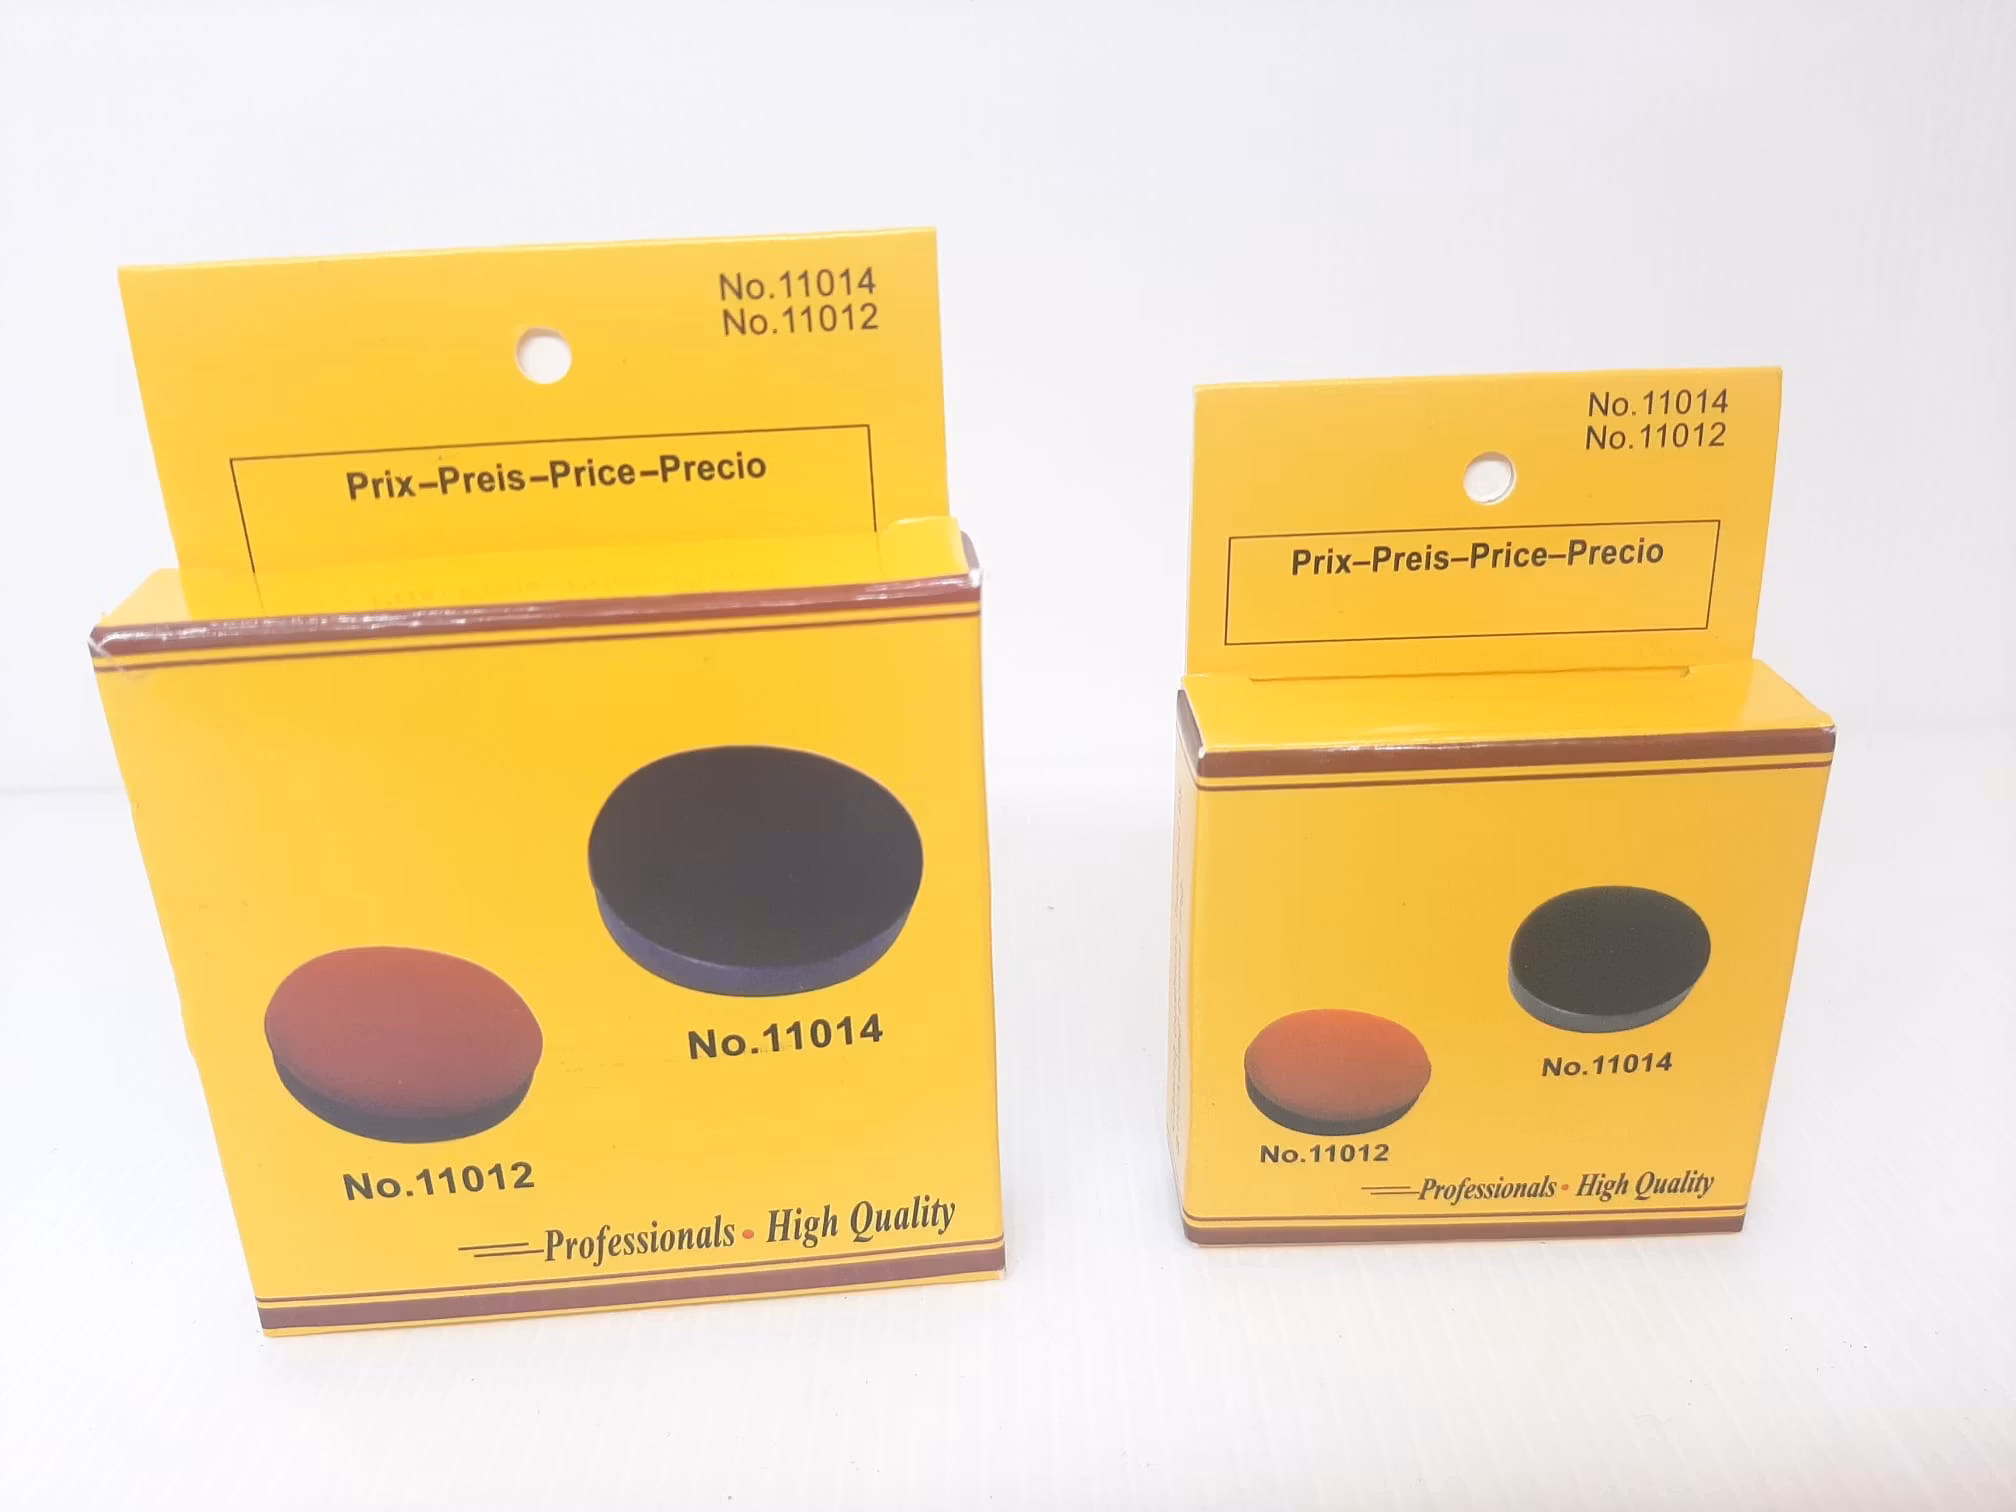 No.11014
No.11012
Prix–Preis–Price–Precio
No.11014
No.11012
Professionals • High Quality
No.11014
No.11012
Prix–Preis–Price–Precio
No.11014
No.11012
Professionals • High Quality